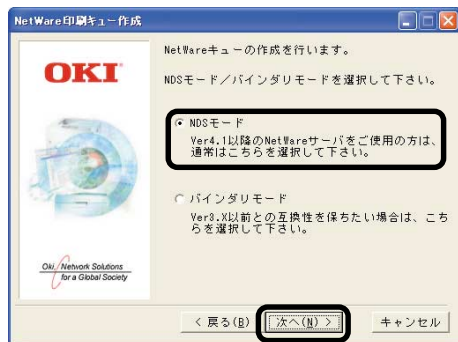 NetWare印刷キュー作成
OKI
NetWareキューの作成を行います。
NDSモード/バインダリモードを選択して下さい。
NDSモード
Ver4.1以降のNetWareサーバをご使用の方は、
通常はこちらを選択して下さい。
バインダリモード
Ver3.X以前との互換性を保ちたい場合は、こち
らを選択して下さい。
Oki, Network Solutions
for a Global Society
< 戻る(B)
次へ(N) >
キャンセル